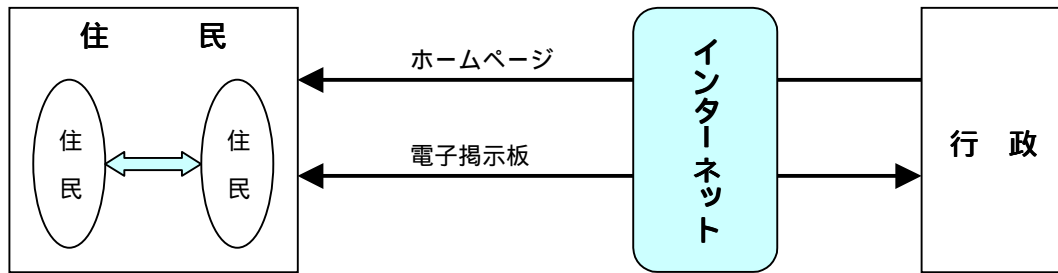 住　　民
住民
住民
ホームページ
電子掲示板
インターネット
行　政